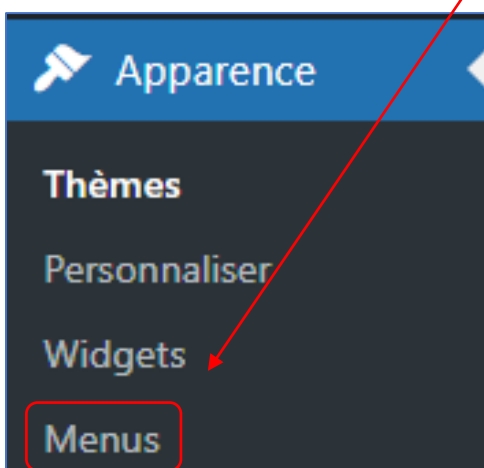 Apparence
Thèmes
Personnaliser
Widgets
Menus